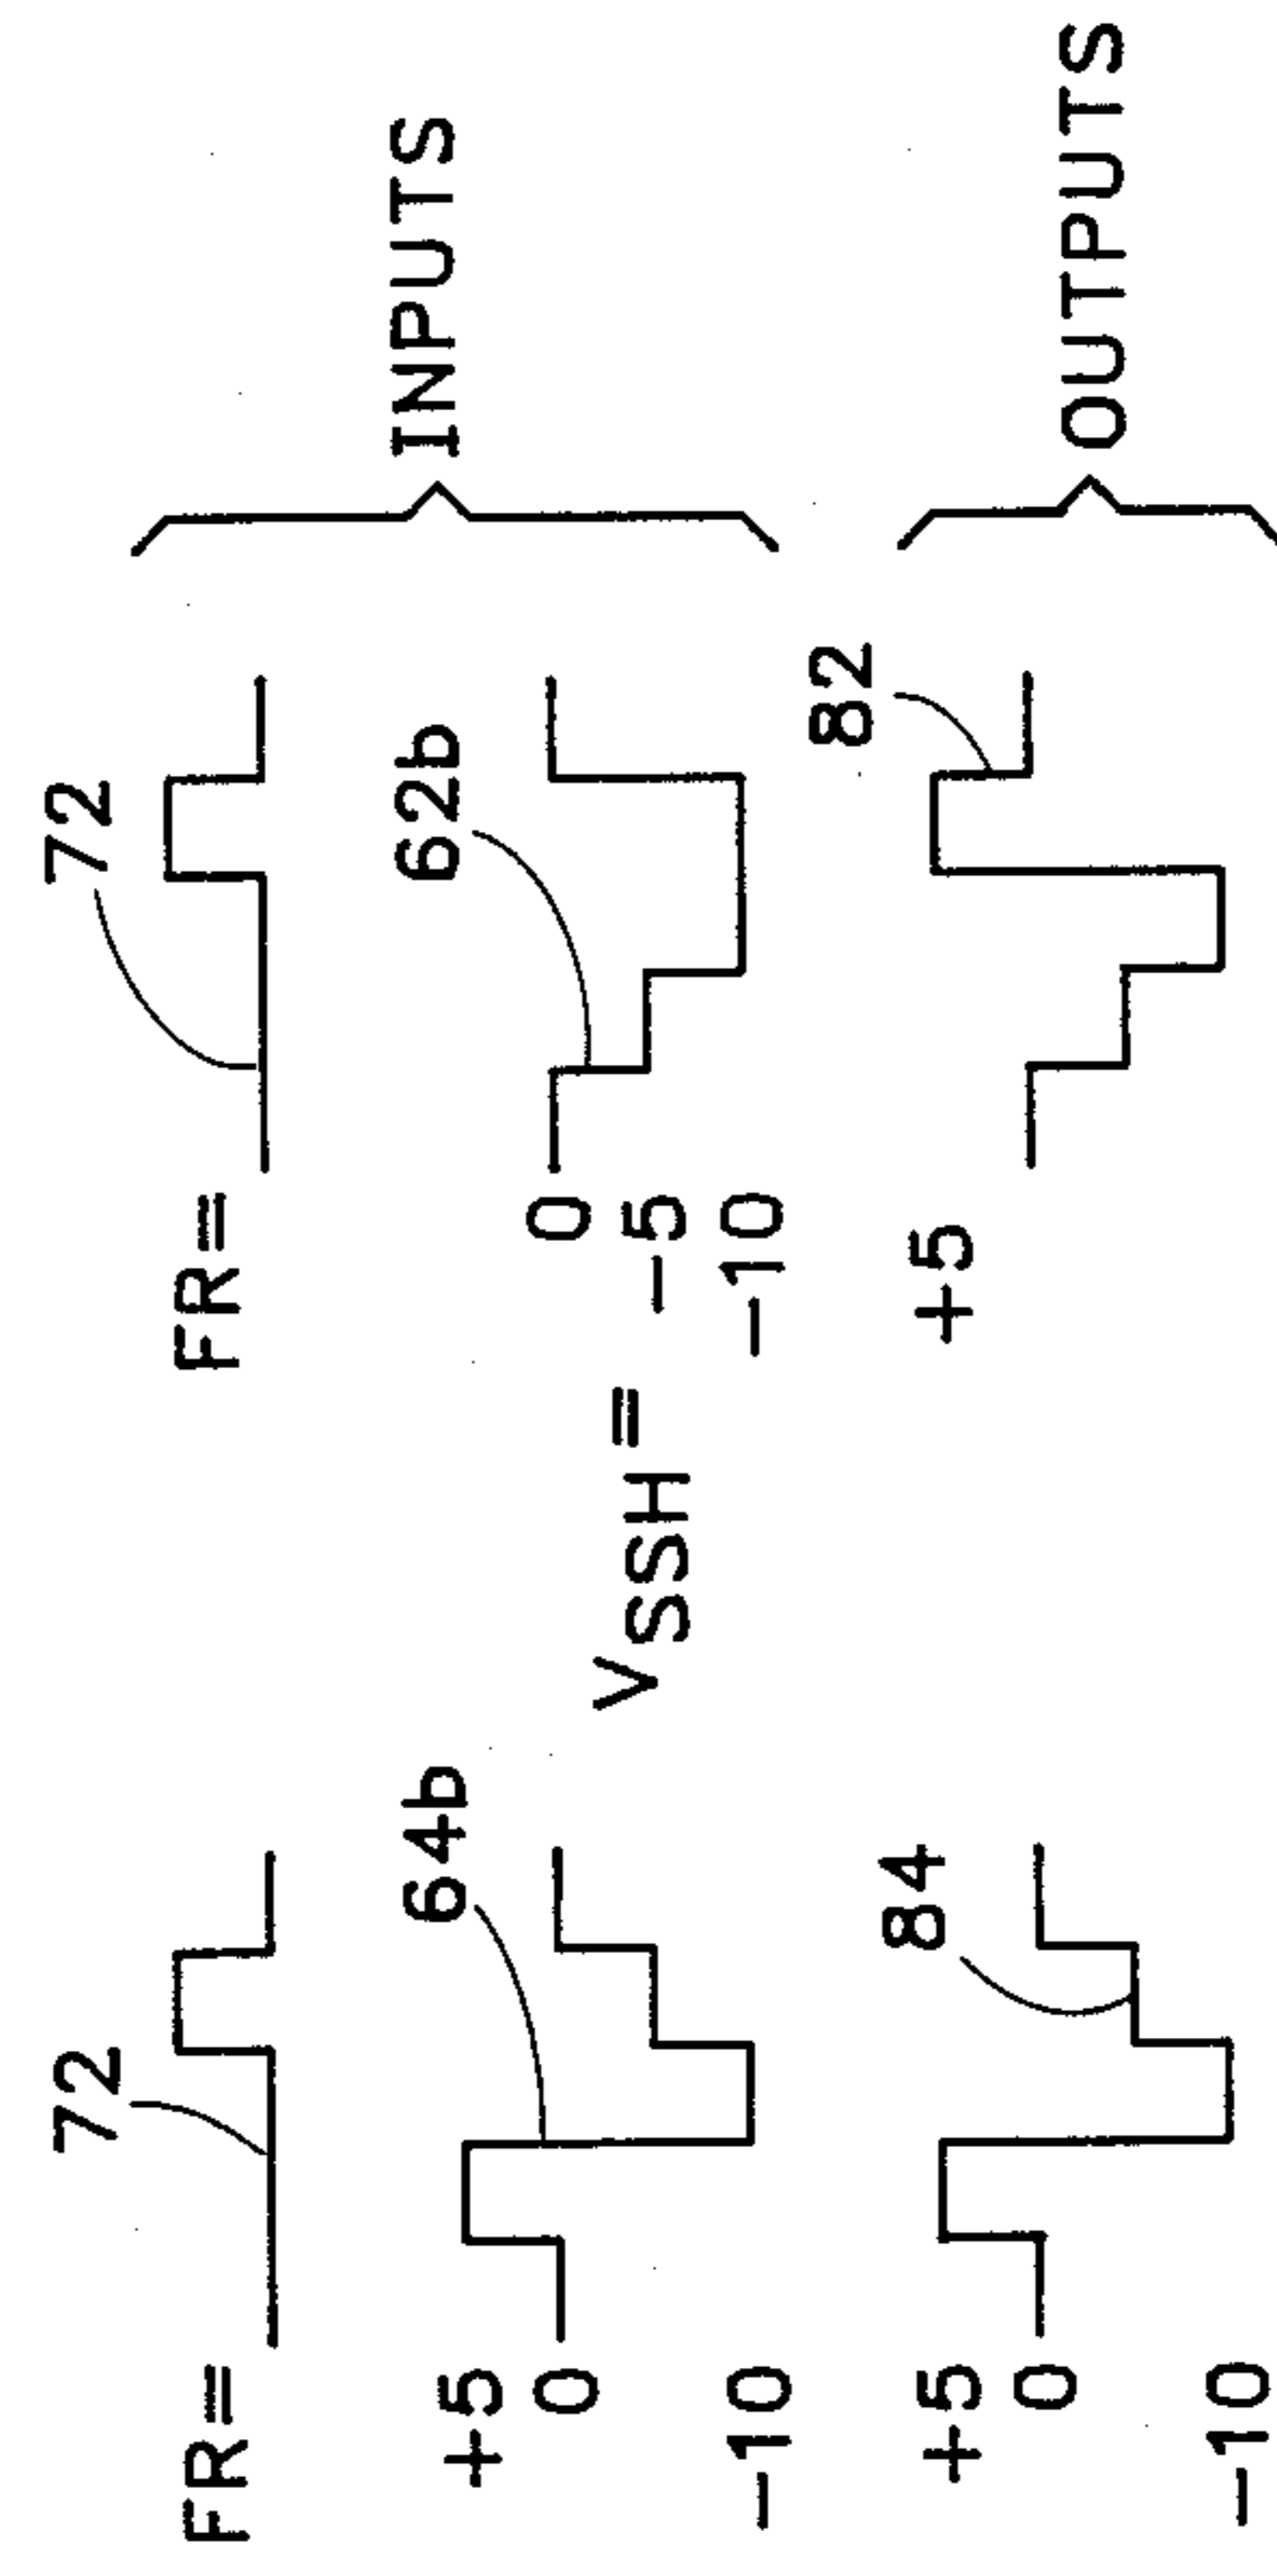 FR= 72 FR= 72
+5 64b 0 62b INPUTS
0 VSSH= -5
-10 -10
+5 84 +5 82 OUTPUTS
0
-10